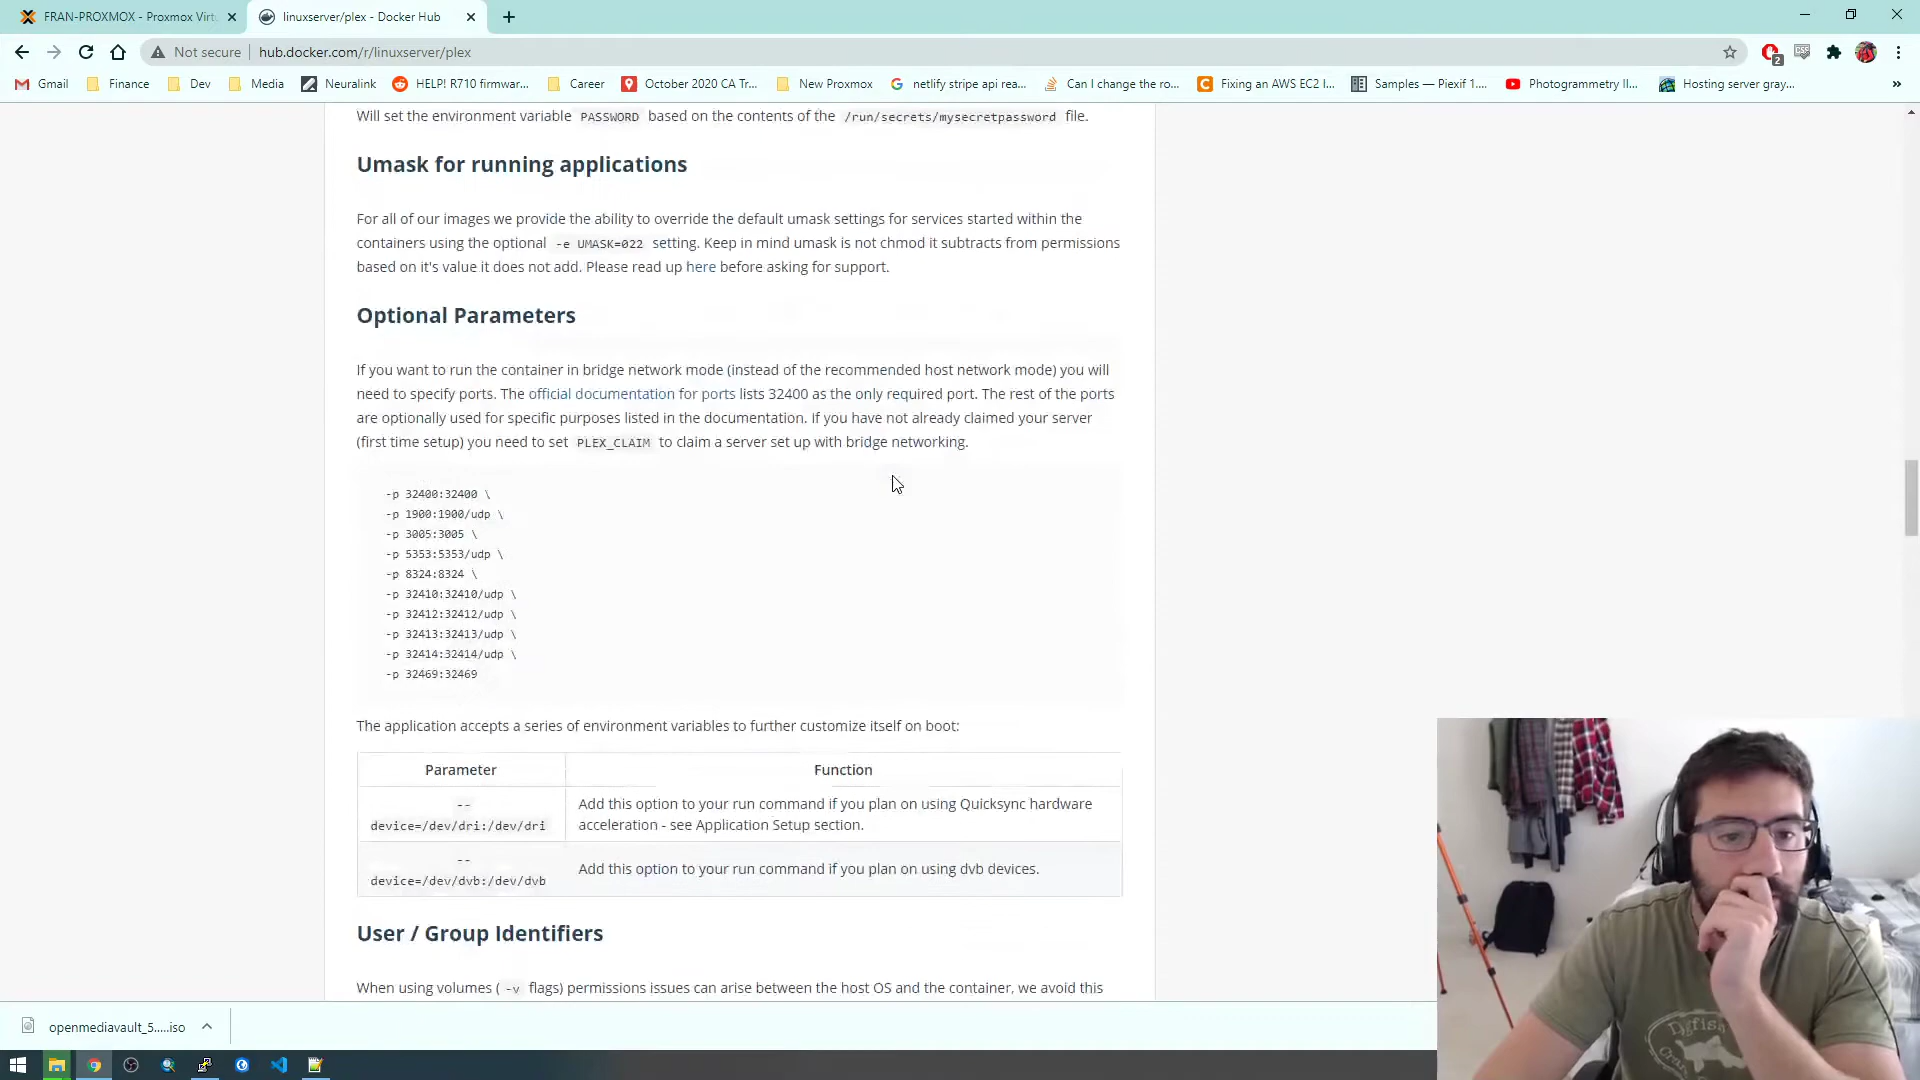 FRAN-PROXMOX - Proxmox Virtu
linuxserver/plex - Docker Hub
Not secure
hub.docker.com/r/linuxserver/plex
2
Gmail
Finance
Dev
Media
Neuralink
HELP! R710 firmwar...
Career
October 2020 CA Tr...
New Proxmox
netlify stripe api rea...
Can I change the ro...
Fixing an AWS EC2 I...
Samples — Piexif 1....
Photogrammetry II...
Hosting server gray...
»
Will set the environment variable PASSWORD based on the contents of the /run/secrets/mysecretpassword file.
Umask for running applications
For all of our images we provide the ability to override the default umask settings for services started within the
containers using the optional -e UMASK=022 setting. Keep in mind umask is not chmod it subtracts from permissions
based on it's value it does not add. Please read up here before asking for support.
Optional Parameters
If you want to run the container in bridge network mode (instead of the recommended host network mode) you will
need to specify ports. The official documentation for ports lists 32400 as the only required port. The rest of the ports
are optionally used for specific purposes listed in the documentation. If you have not already claimed your server
(first time setup) you need to set PLEX_CLAIM to claim a server set up with bridge networking.
-p 32400:32400 \
-p 1900:1900/udp \
-p 3005:3005 \
-p 5353:5353/udp \
-p 8324:8324 \
-p 32410:32410/udp \
-p 32412:32412/udp \
-p 32413:32413/udp \
-p 32414:32414/udp \
-p 32469:32469
The application accepts a series of environment variables to further customize itself on boot:
Parameter
Function
--
device=/dev/dri:/dev/dri
Add this option to your run command if you plan on using Quicksync hardware
acceleration - see Application Setup section.
--
device=/dev/dvb:/dev/dvb
Add this option to your run command if you plan on using dvb devices.
User / Group Identifiers
When using volumes ( -v flags) permissions issues can arise between the host OS and the container, we avoid this
openmediavault_5.....iso